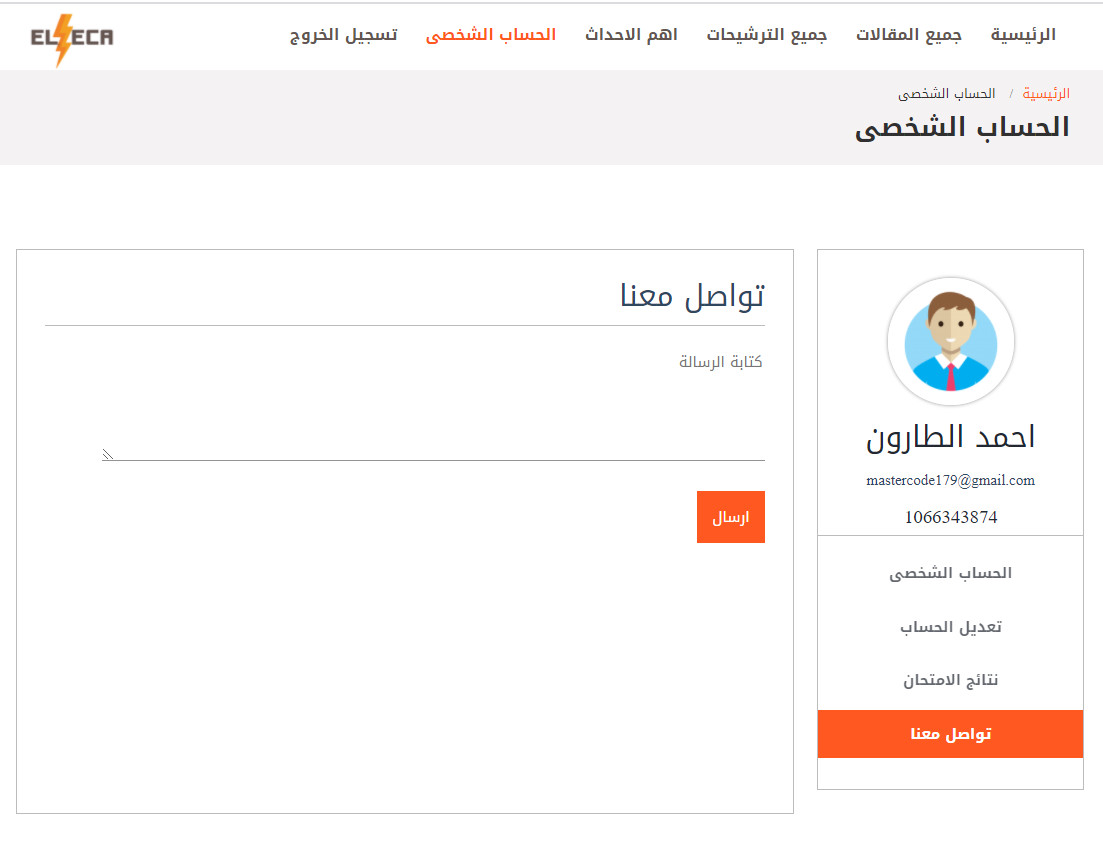 الرئيسية جميع المقالات جميع الترشيحات اهم الاحداث الحساب الشخصى تسجيل الخروج ELECA
الرئيسية / الحساب الشخصى
الحساب الشخصى
احمد الطارون
mastercode179@gmail.com
1066343874
الحساب الشخصى
تعديل الحساب
نتائج الامتحان
تواصل معنا
تواصل معنا
كتابة الرسالة
ارسال